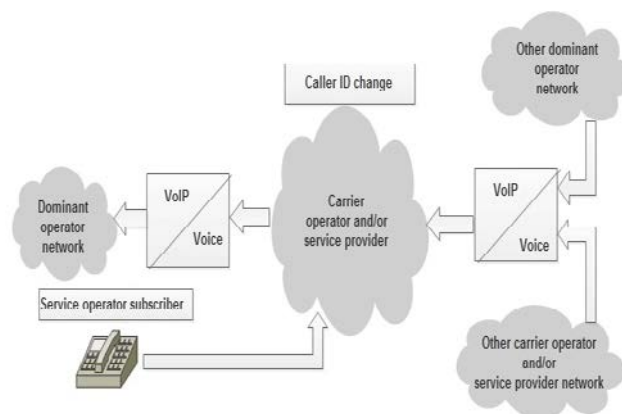 Other dominant
operator
network
Caller ID change
VoIP
Voice
Carrier
operator and/or
service provider
VoIP
Voice
Dominant
operator
network
Service operator subscriber
Other carrier operator
and/or
service provider network